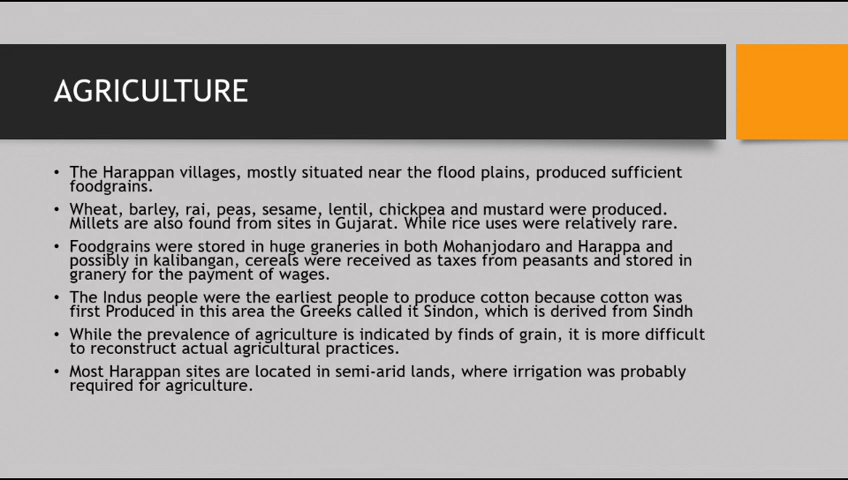 AGRICULTURE
• The Harappan villages, mostly situated near the flood plains, produced sufficient
foodgrains.
• Wheat, barley, rai, peas, sesame, lentil, chickpea and mustard were produced.
Millets are also found from sites in Gujarat. While rice uses were relatively rare.
• Foodgrains were stored in huge graneries in both Mohanjodaro and Harappa and
possibly in kalibangan, cereals were received as taxes from peasants and stored in
granery for the payment of wages.
• The Indus people were the earliest people to produce cotton because cotton was
first Produced in this area the Greeks called it Sindon, which is derived from Sindh
• While the prevalence of agriculture is indicated by finds of grain, it is more difficult
to reconstruct actual agricultural practices.
• Most Harappan sites are located in semi-arid lands, where irrigation was probably
required for agriculture.